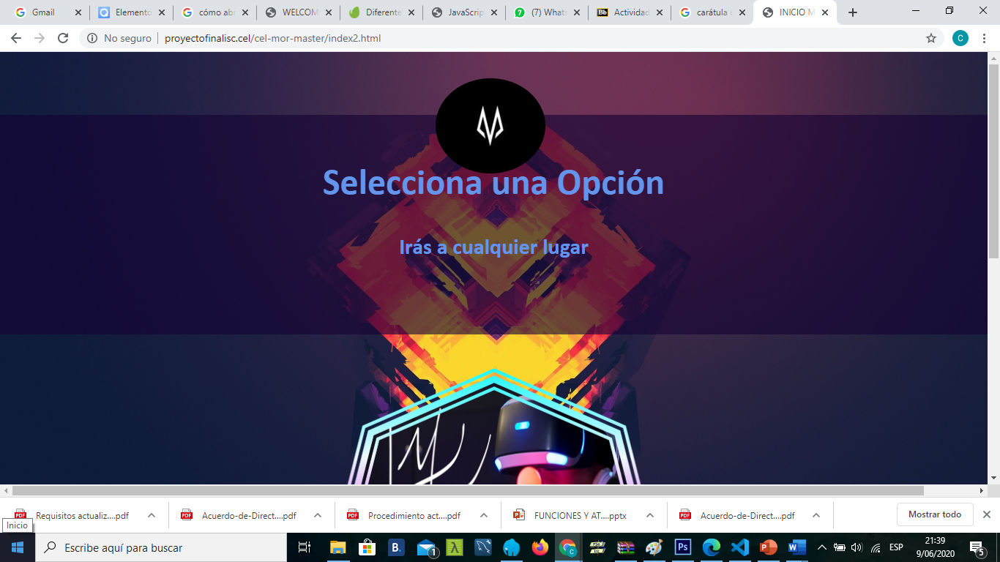 Gmail
Elemento
cómo ab
WELCOM
Diferente
JavaScrip
(7) Whats
Actividad
carátula
INICIO M
No seguro
proyectofinalisc.cel/cel-mor-master/index2.html
Selecciona una Opción
Irás a cualquier lugar
Requisitos actualiz....pdf
Acuerdo-de-Direct....pdf
Procedimiento act....pdf
FUNCIONES Y AT....pptx
Acuerdo-de-Direct....pdf
Mostrar todo
Inicio
Escribe aquí para buscar
ESP
21:39
9/06/2020
5